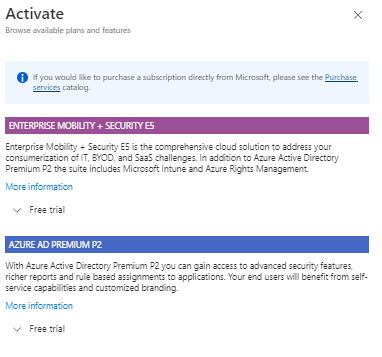 Activate
Browse available plans and features
If you would like to purchase a subscription directly from Microsoft, please see the Purchase
services catalog.
ENTERPRISE MOBILITY + SECURITY E5
Enterprise Mobility + Security E5 is the comprehensive cloud solution to address your
consumerization of IT, BYOD, and SaaS challenges. In addition to Azure Active Directory
Premium P2 the suite includes Microsoft Intune and Azure Rights Management.
More information
Free trial
AZURE AD PREMIUM P2
With Azure Active Directory Premium P2 you can gain access to advanced security features,
richer reports and rule based assignments to applications. Your end users will benefit from self-
service capabilities and customized branding.
More information
Free trial